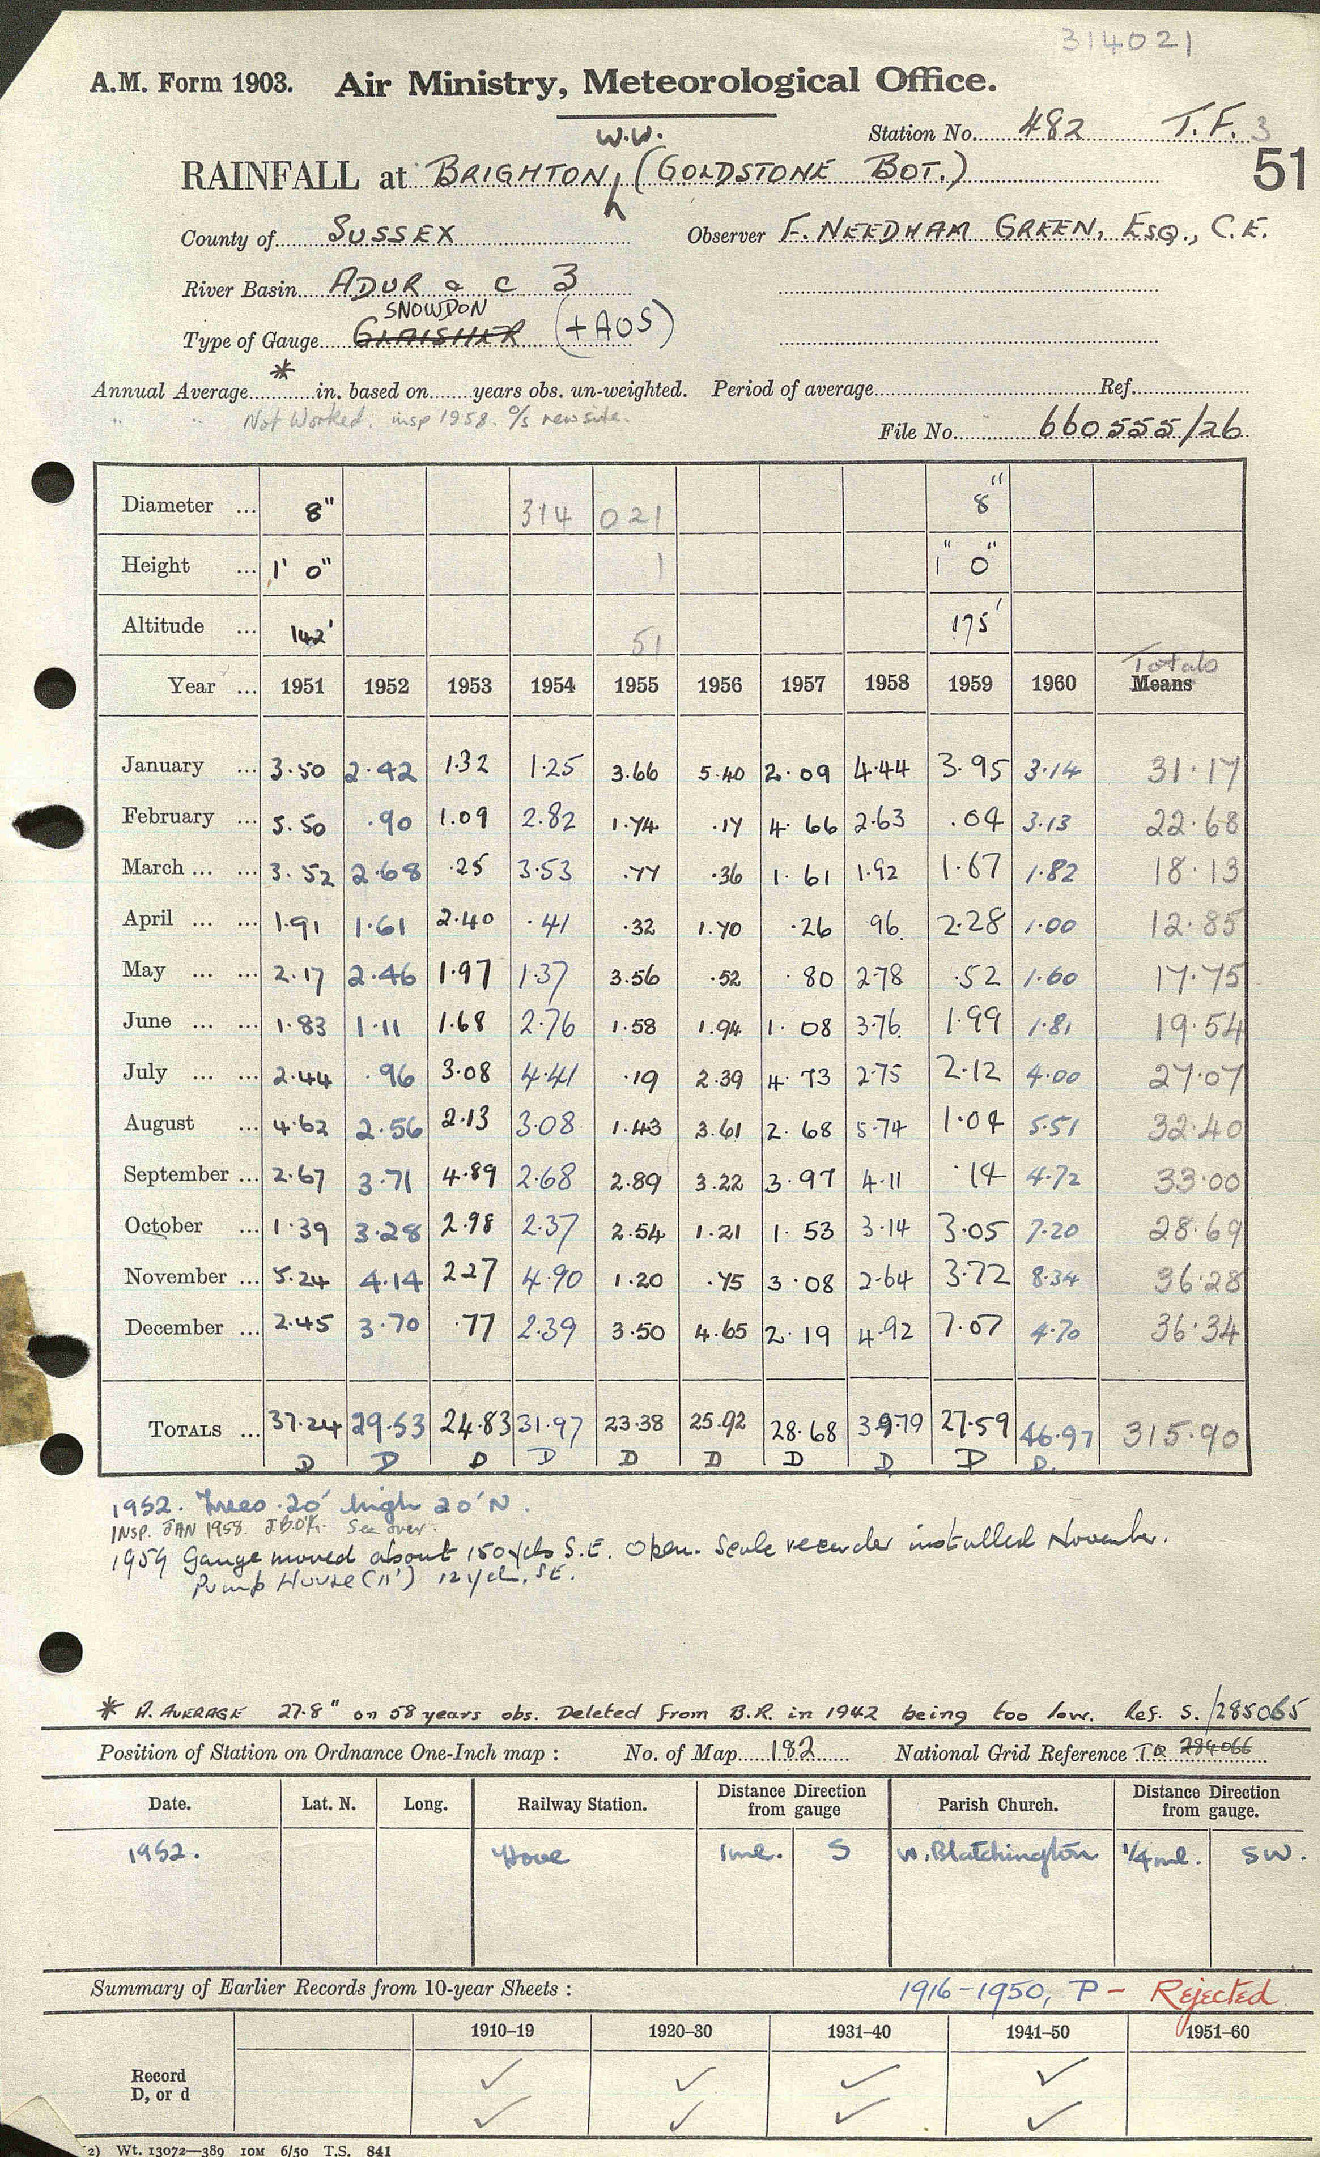 314021
A.M. Form 1903. Air Ministry, Meteorological Office.
Station No. 482 T.F. 3
W.W.
RAINFALL at BRIGHTON (GOLDSTONE BOT.) 51
County of SUSSEX Observer F. NEEDHAM GREEN, ESQ., C.E.
River Basin ADUR & C 3
SNOWDON
Type of Gauge GLAISHER (+AOS)
Annual Average * in. based on years obs. un-weighted. Period of average Ref.
" " Not Worked. insp 1958. o/s new site.
File No. 660555/26
Diameter ... 8" 314 021 8"
Height ... 1' 0" 1 1" 0"
Altitude ... 142' 51 175'
Totals
Year ... 1951 1952 1953 1954 1955 1956 1957 1958 1959 1960 Means
January ... 3.50 2.42 1.32 1.25 3.66 5.40 2.09 4.44 3.95 3.14 31.17
February ... 5.50 .90 1.09 2.82 1.74 .17 4.66 2.63 .04 3.13 22.68
March ... ... 3.52 2.68 .25 3.53 .77 .36 1.61 1.92 1.67 1.82 18.13
April ... ... 1.91 1.61 2.40 .41 .32 1.70 .26 .96 2.28 1.00 12.85
May ... ... 2.17 2.46 1.97 1.37 3.56 .52 .80 2.78 .52 1.60 17.75
June ... ... 1.83 1.11 1.68 2.76 1.58 1.94 1.08 3.76 1.99 1.81 19.54
July ... ... 2.44 .96 3.08 4.41 .19 2.39 4.73 2.75 2.12 4.00 27.07
August ... 4.62 2.56 2.13 3.08 1.43 3.61 2.68 5.74 1.04 5.51 32.40
September ... 2.67 3.71 4.89 2.68 2.89 3.22 3.97 4.11 .14 4.72 33.00
October ... 1.39 3.28 2.98 2.37 2.54 1.21 1.53 3.14 3.05 7.20 28.69
November ... 5.24 4.14 2.27 4.90 1.20 .75 3.08 2.64 3.72 8.34 36.28
December ... 2.45 3.70 .77 2.39 3.50 4.65 2.19 4.92 7.07 4.70 36.34
TOTALS ... 37.24 29.53 24.83 31.97 23.38 25.92 28.68 39.79 27.59 46.97 315.90
D D D D D D D D D D.
1952. Trees 20' high 20' N.
INSP. JAN 1958 See over.
1959 Gauge moved about 150 yds S.E. Open Scale recorder installed November.
Pump House (11') 12 yds. SE.
* A. AVERAGE 27.8" on 58 years obs. Deleted from B.R. in 1942 being too low. Ref. S. /285065
Position of Station on Ordnance One-Inch map : No. of Map 182 National Grid Reference TQ 284066
Date. Lat. N. Long. Railway Station. Distance Direction from gauge Parish Church. Distance Direction from gauge.
1952. Hove 1 ml. S W. Blatchington 1/4 ml. SW.
Summary of Earlier Records from 10-year Sheets : 1916-1950, P - Rejected
1910–19 1920–30 1931–40 1941–50 1951–60
Record ✓ ✓ ✓ ✓
D, or d ✓ ✓ ✓ ✓
2) Wt. 13072—389 10M 6/50 T.S. 841